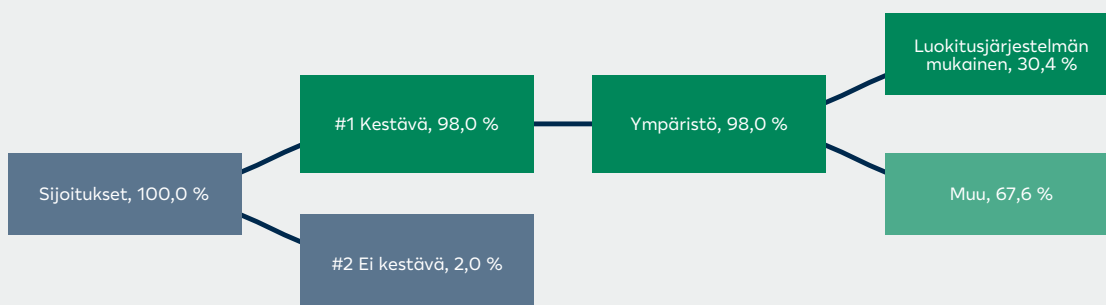 Sijoitukset, 100,0 %
#1 Kestävä, 98,0 %
#2 Ei kestävä, 2,0 %
Ympäristö, 98,0 %
Luokitusjärjestelmän
mukainen, 30,4 %
Muu, 67,6 %